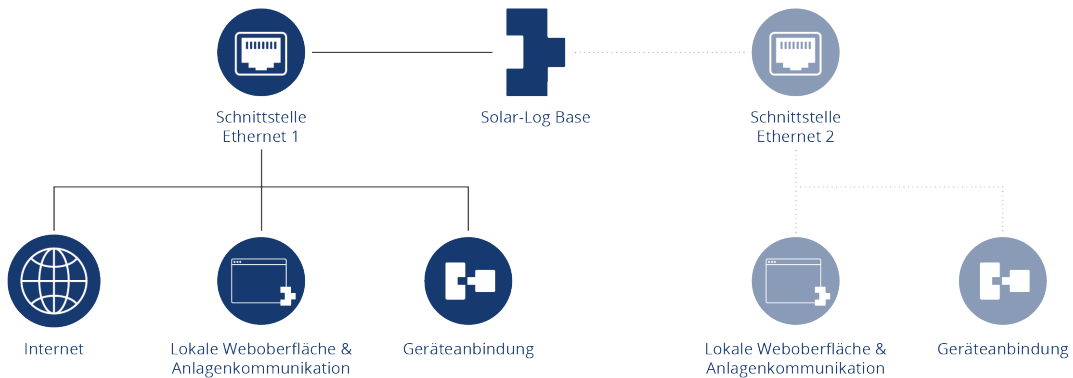 Schnittstelle
Ethernet 1
Solar-Log Base
Schnittstelle
Ethernet 2
Internet
Lokale Weboberfläche &
Anlagenkommunikation
Geräteanbindung
Lokale Weboberfläche &
Anlagenkommunikation
Geräteanbindung